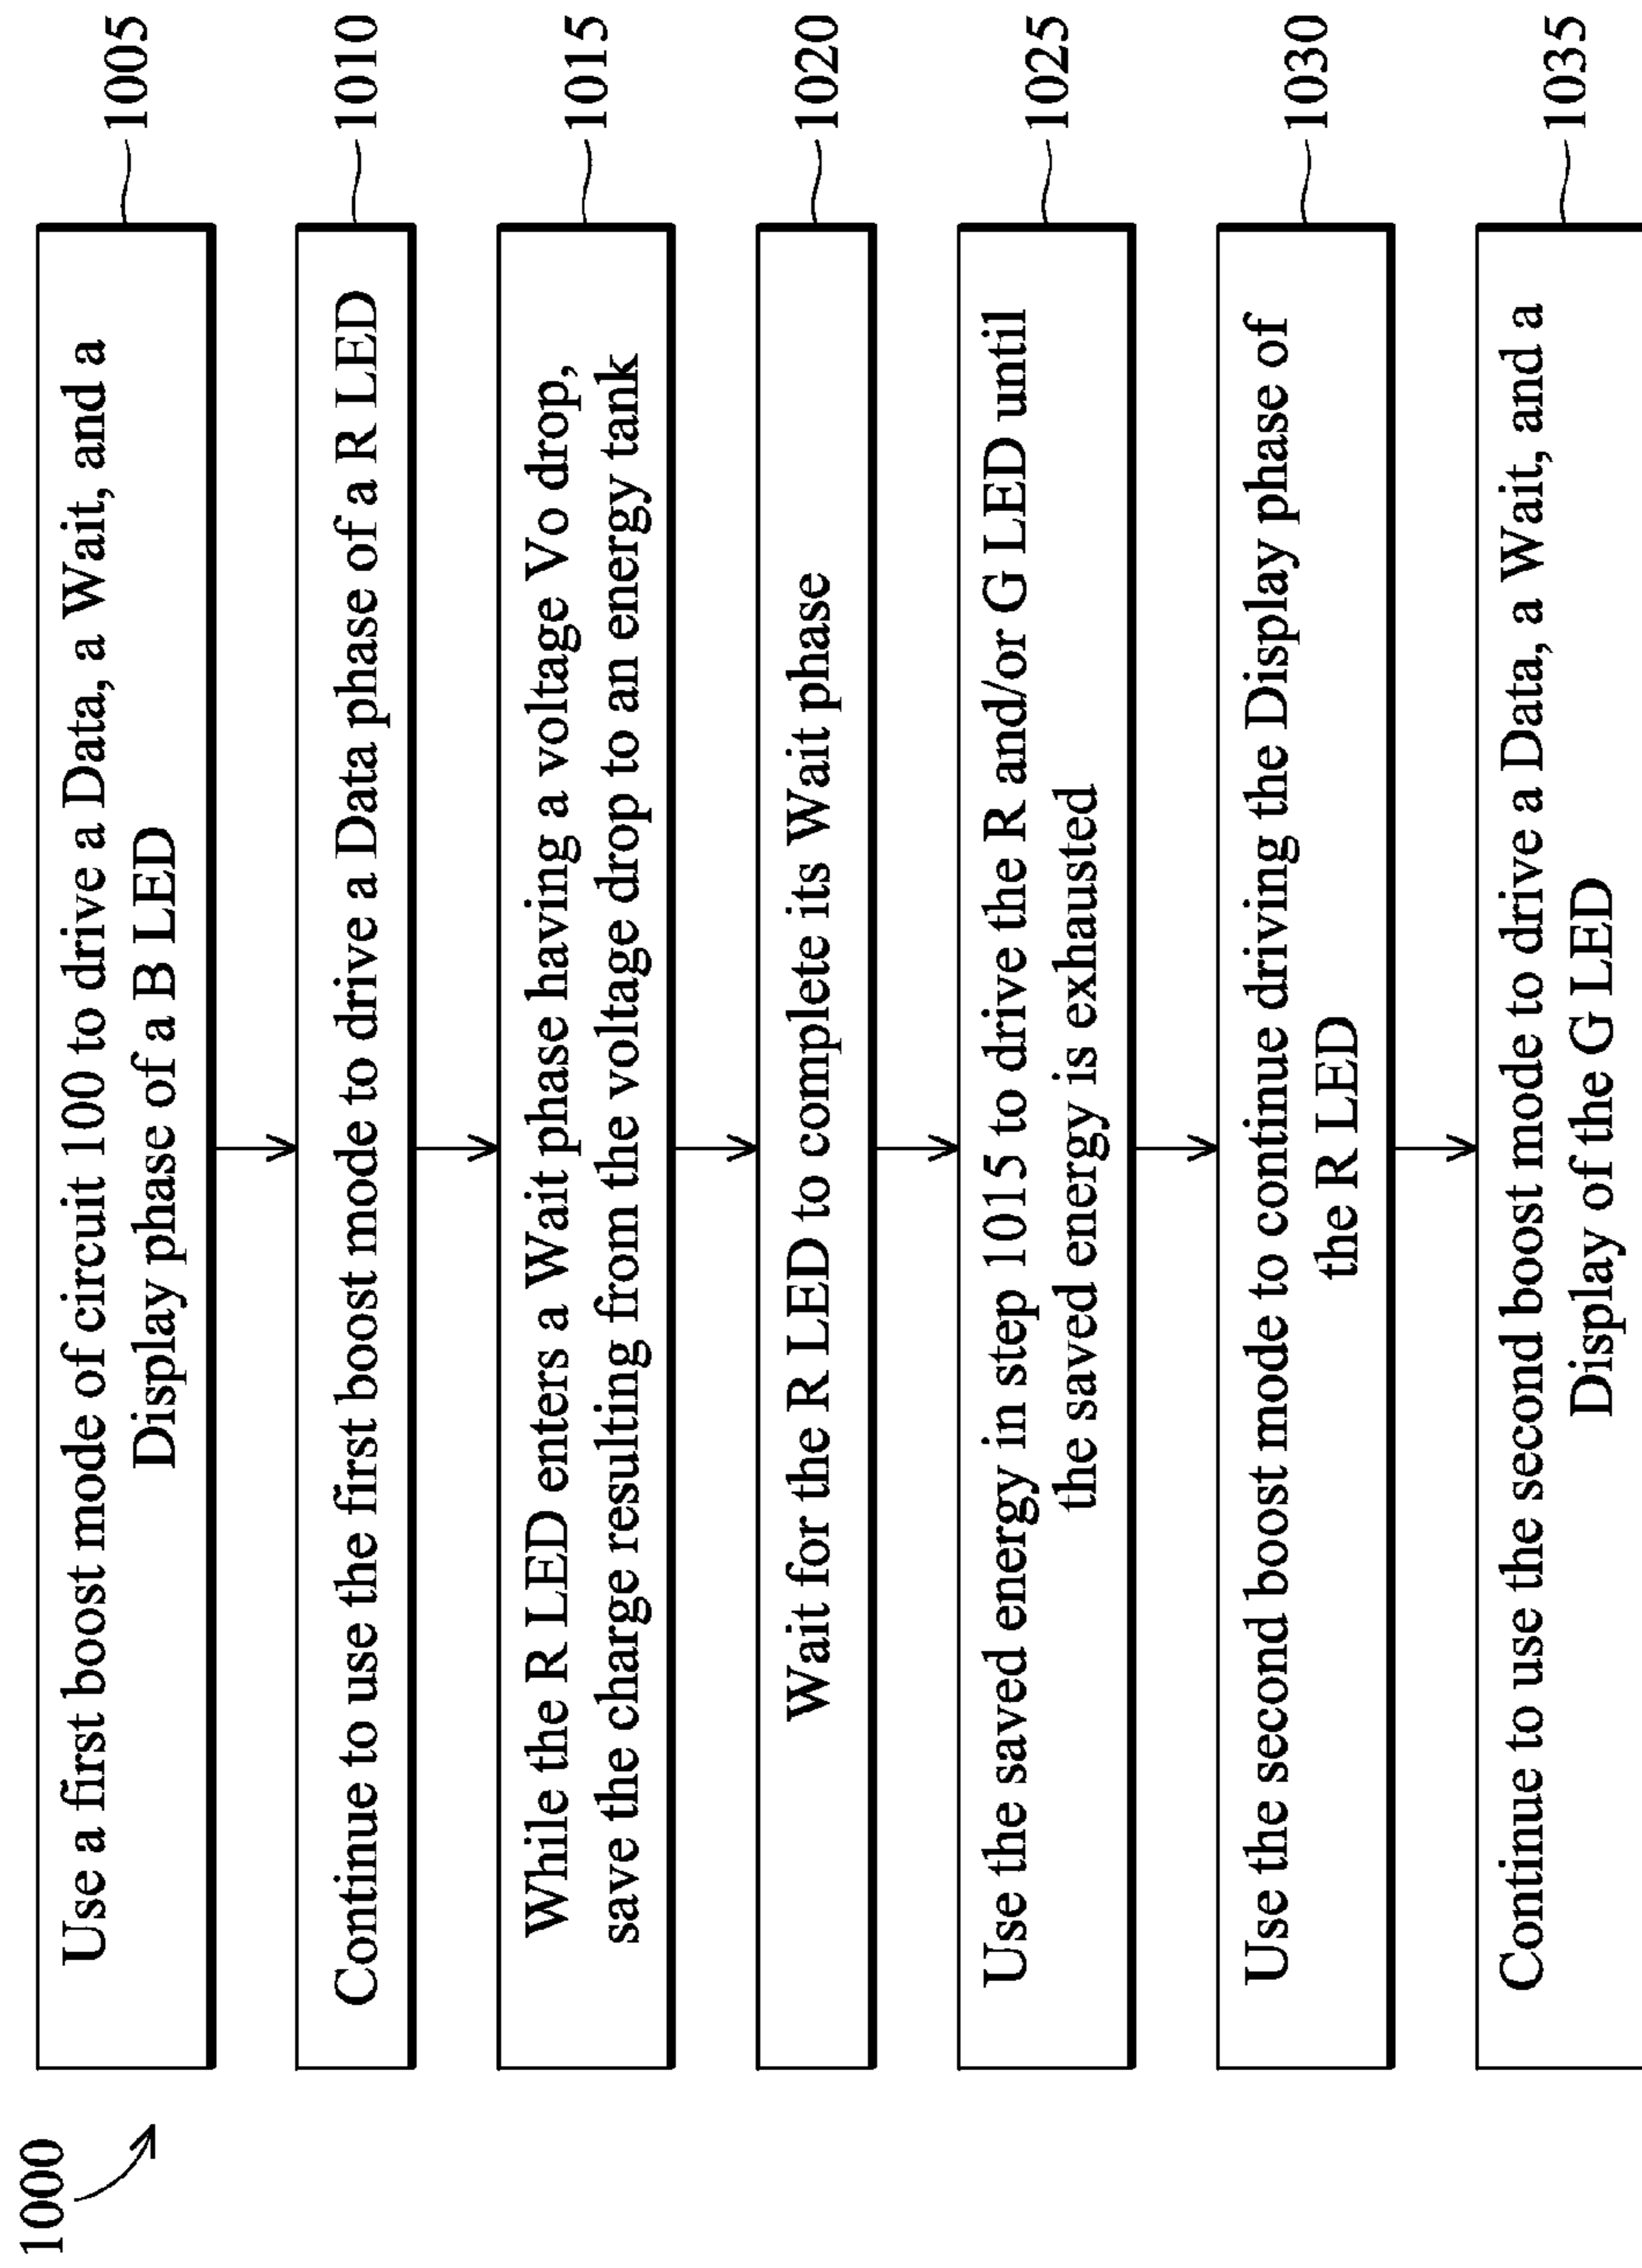 1000
Use a first boost mode of circuit 100 to drive a Data, a Wait, and a
Display phase of a B LED
1005
Continue to use the first boost mode to drive a Data phase of a R LED
1010
While the R LED enters a Wait phase having a voltage Vo drop,
save the charge resulting from the voltage drop to an energy tank
1015
Wait for the R LED to complete its Wait phase
1020
Use the saved energy in step 1015 to drive the R and/or G LED until
the saved energy is exhausted
1025
Use the second boost mode to continue driving the Display phase of
the R LED
1030
Continue to use the second boost mode to drive a Data, a Wait, and a
Display of the G LED
1035